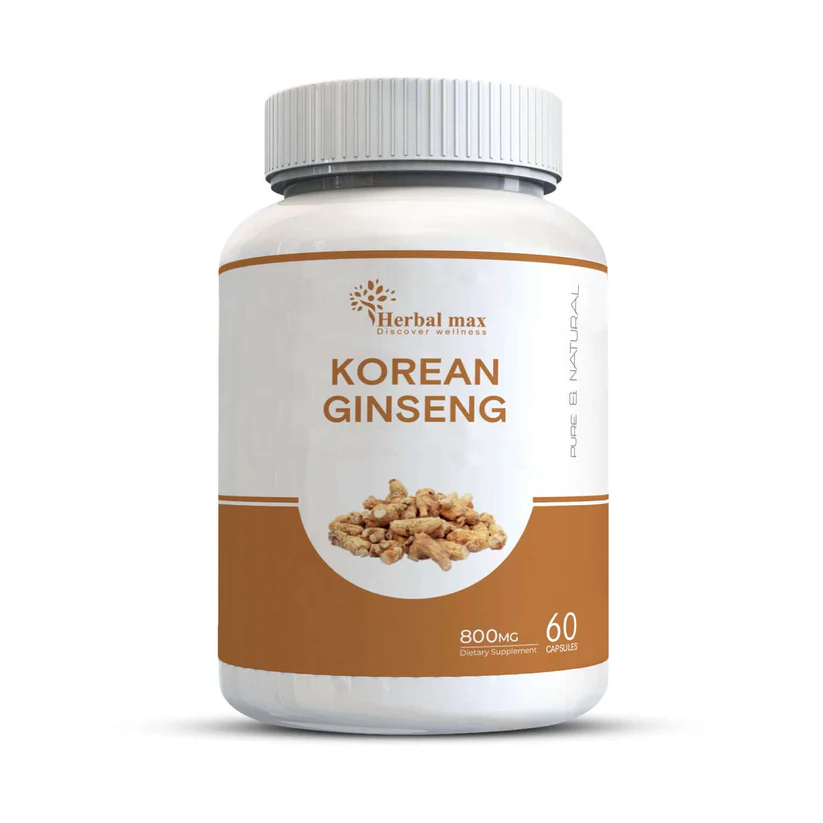 Herbal max
Discover wellness
KOREAN
GINSENG
PURE & NATURAL
800MG
Dietary Supplement
60
CAPSULES